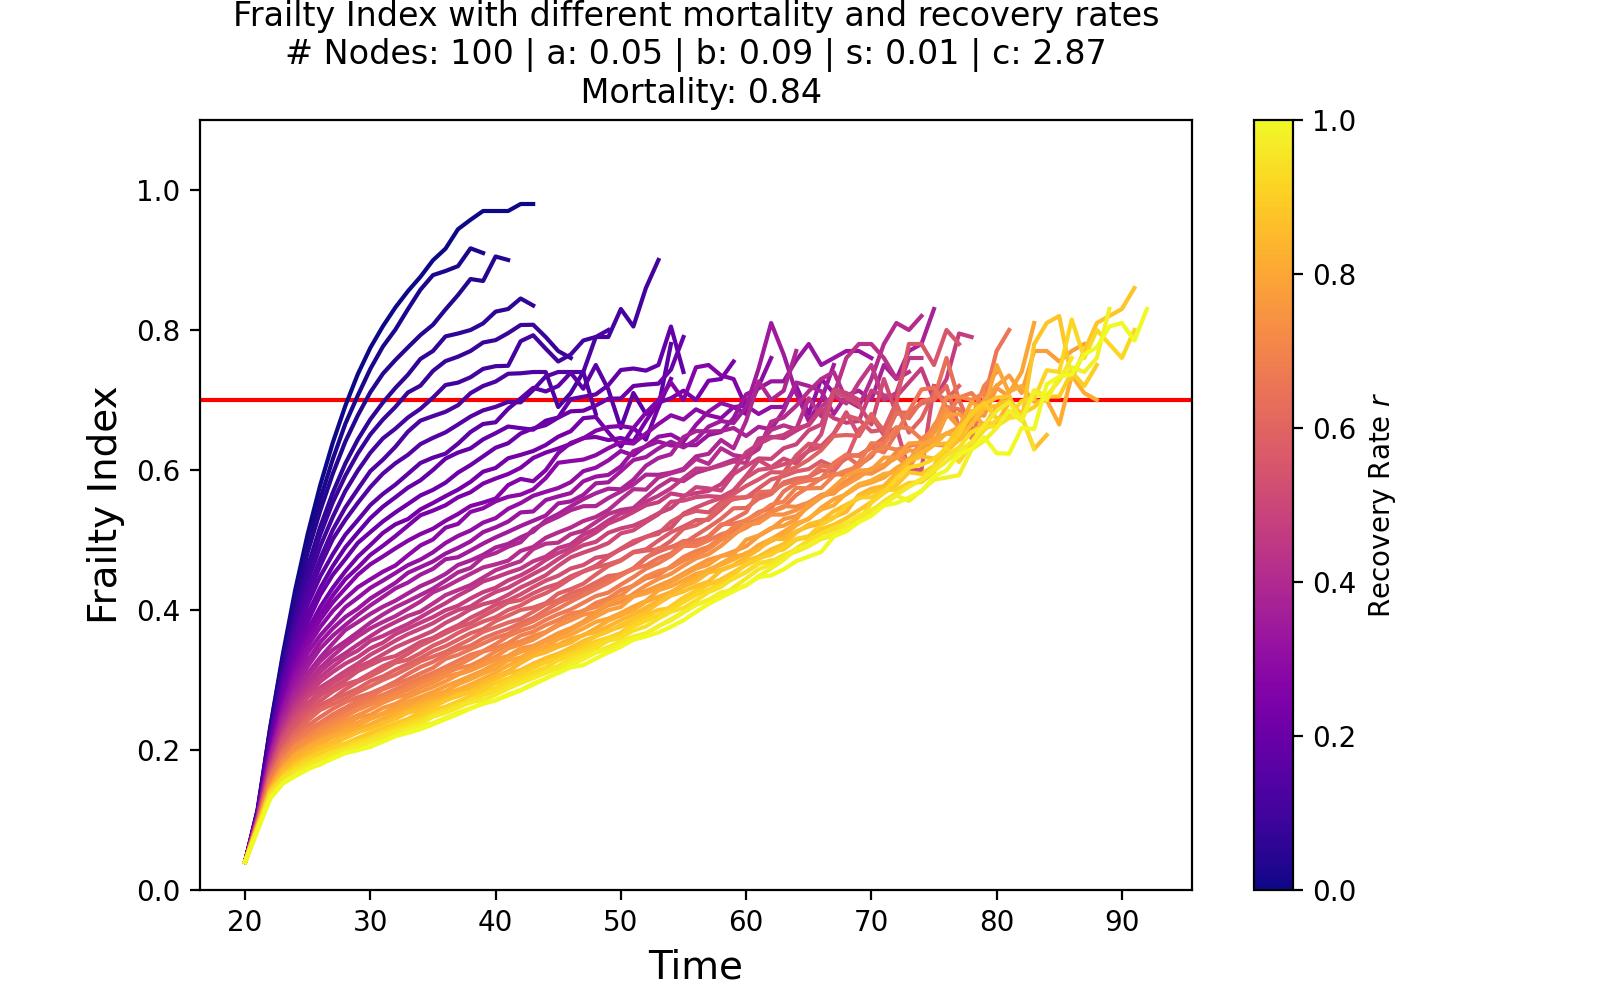 Frailty Index with different mortality and recovery rates
# Nodes: 100 | a: 0.05 | b: 0.09 | s: 0.01 | c: 2.87
Mortality: 0.84
Frailty Index
1.0
0.8
0.6
0.4
0.2
0.0
20 30 40 50 60 70 80 90
Time
1.0
0.8
0.6
0.4
0.2
0.0
Recovery Rate r